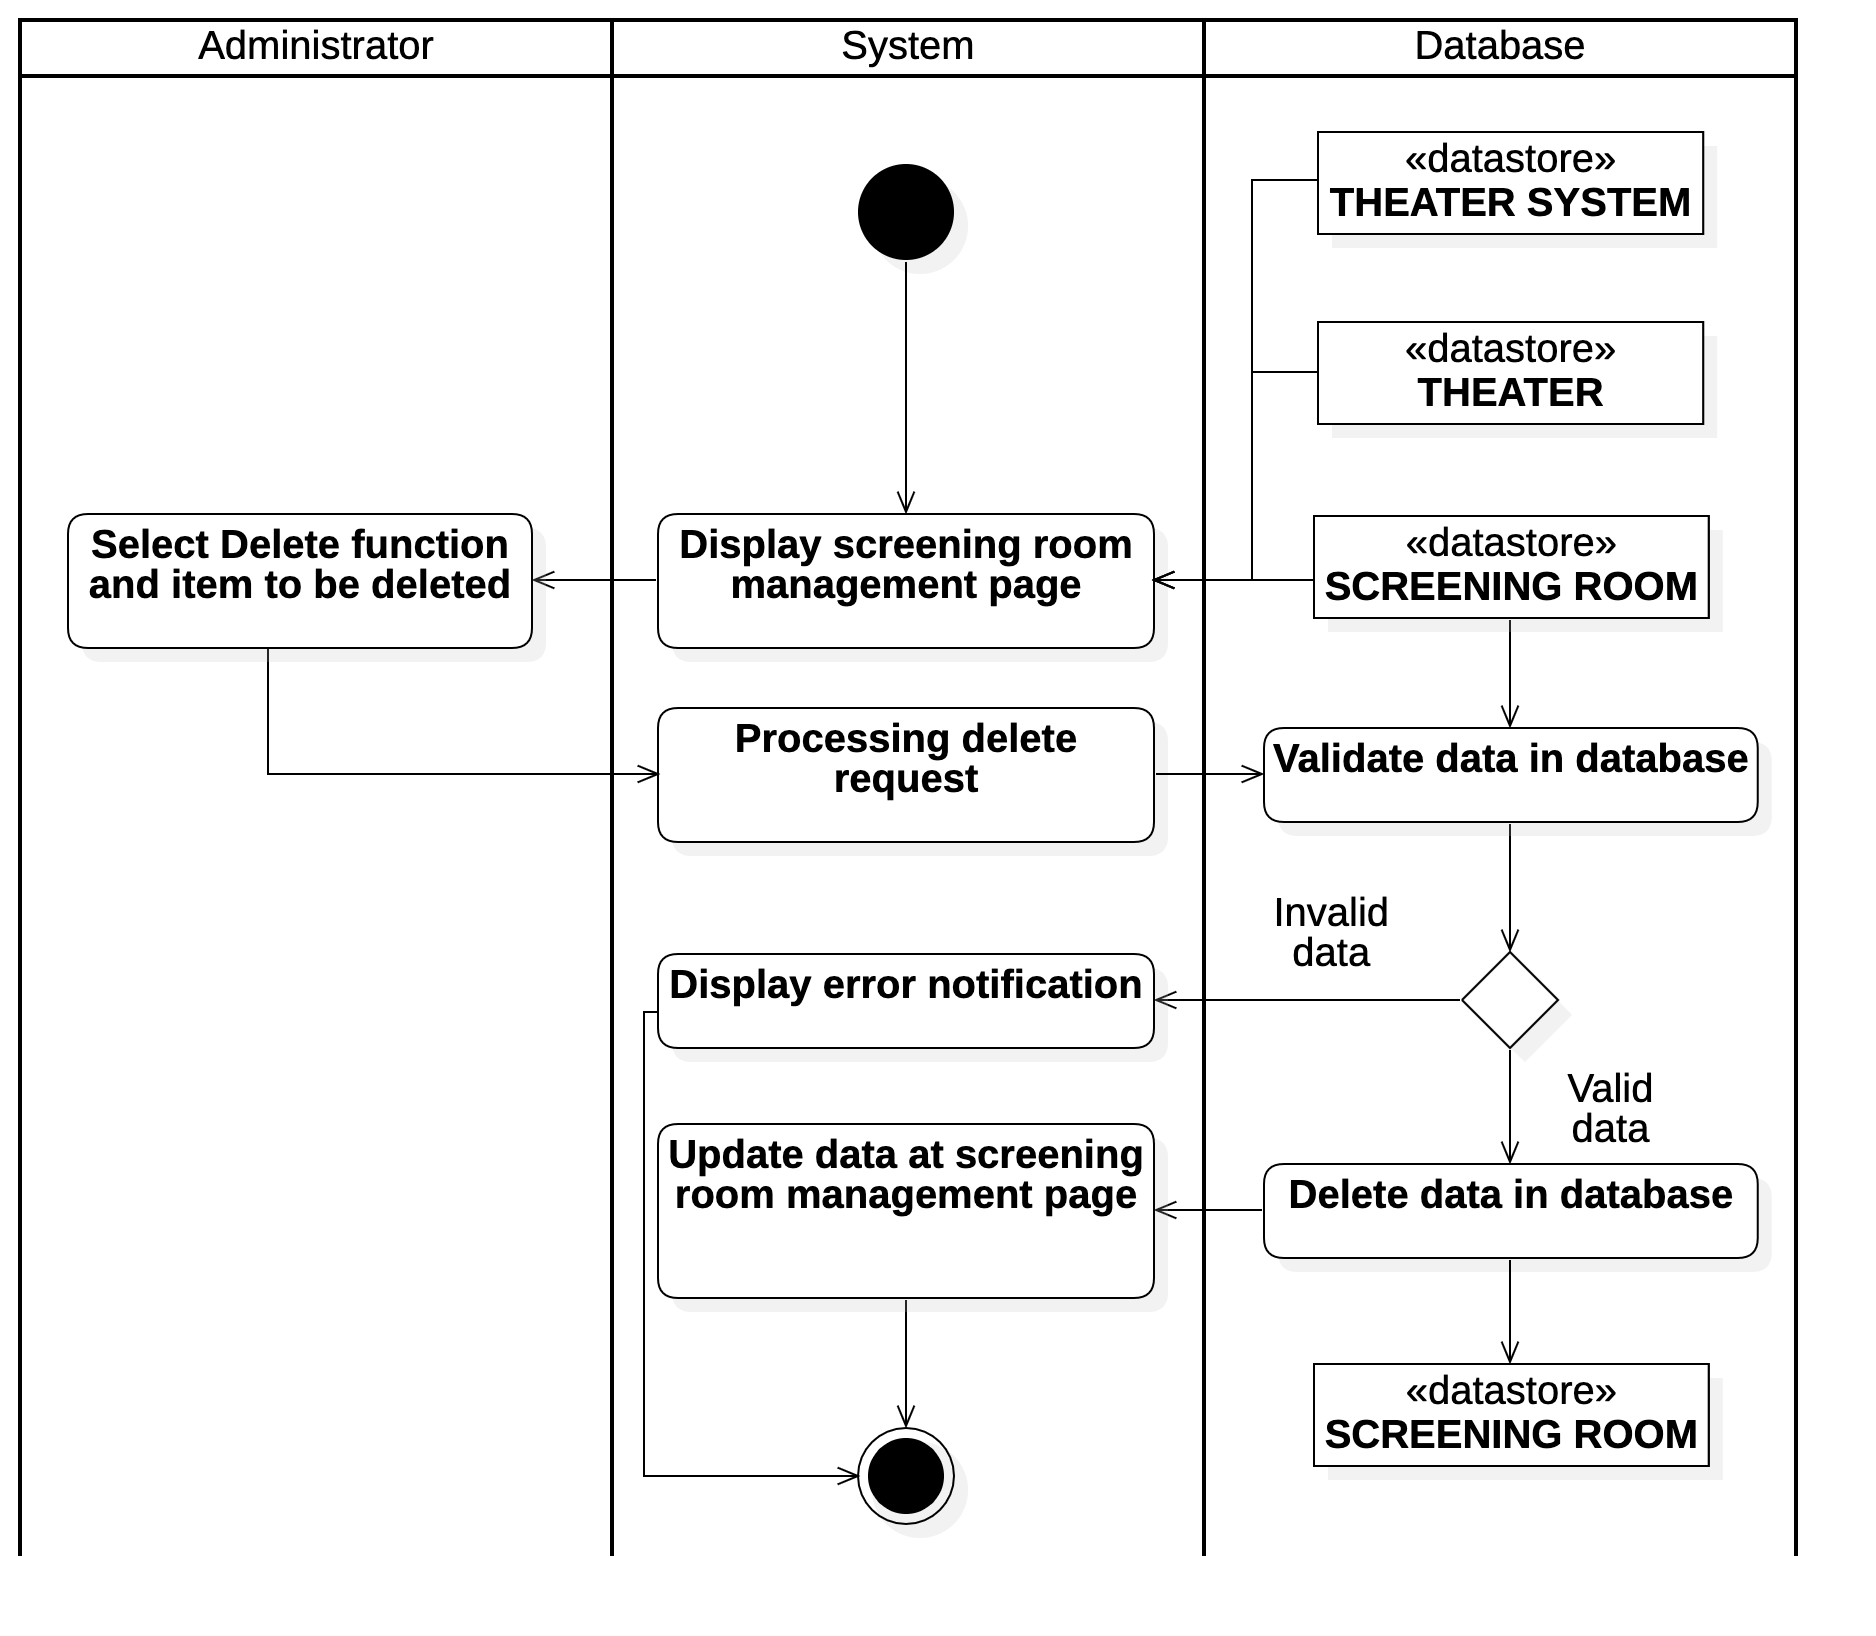 Administrator
System
Database
«datastore»
THEATER SYSTEM
«datastore»
THEATER
Select Delete function
and item to be deleted
Display screening room
management page
«datastore»
SCREENING ROOM
Processing delete
request
Validate data in database
Invalid
data
Display error notification
Valid
data
Update data at screening
room management page
Delete data in database
«datastore»
SCREENING ROOM